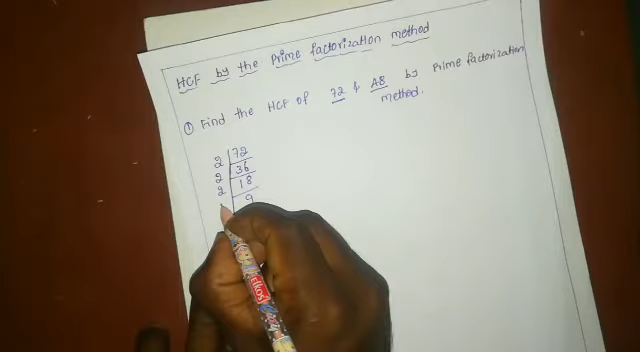 HCF by the Prime factorization method
① Find the HCF of 72 & 48 by Prime factorization
method.
2 72
2 36
2 18
9
Elios